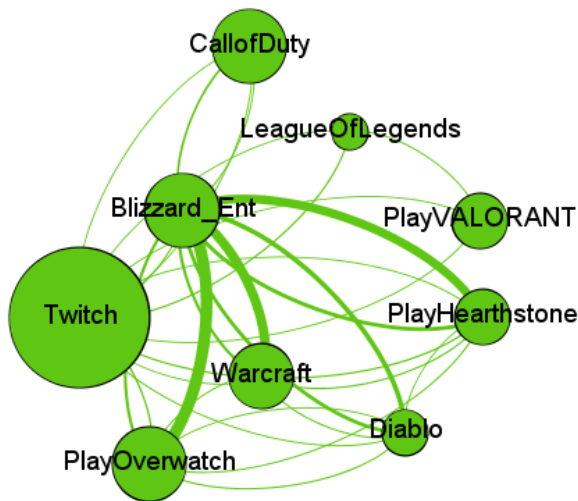 CallofDuty
LeagueOfLegends
Blizzard_Ent
PlayVALORANT
Twitch
PlayHearthstone
Warcraft
Diablo
PlayOverwatch